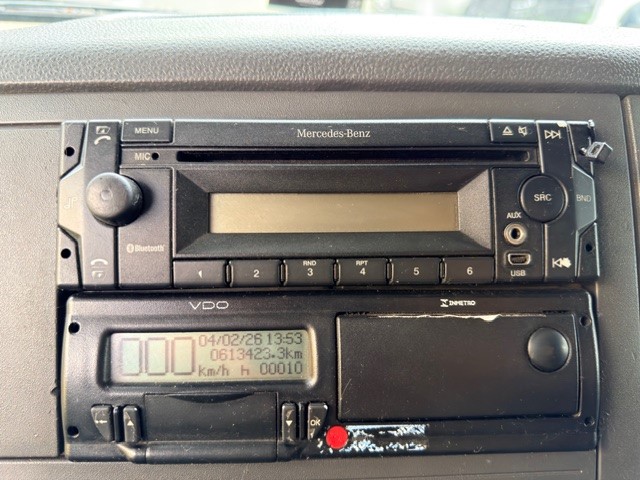 MENU
Mercedes-Benz
MIC
SRC
BND
AUX
Bluetooth
USB
RND
RPT
1 2 3 4 5 6
VDO
INMETRO
04/02/26 13:53
0613423.3km
km/h h 00010
OK